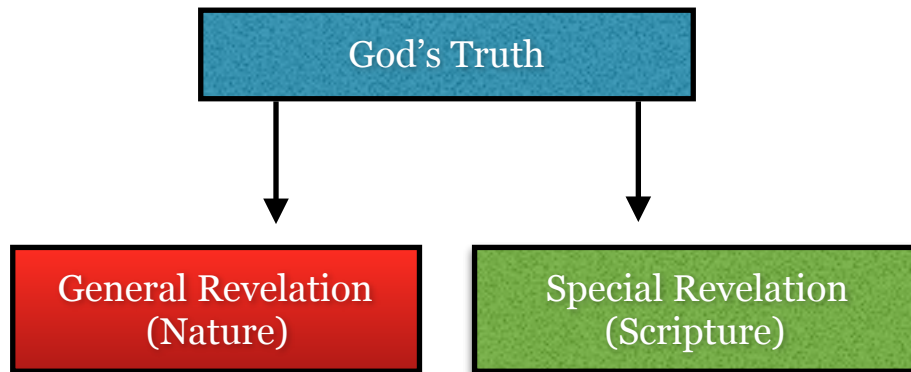 God’s Truth
General Revelation
(Nature)
Special Revelation
(Scripture)